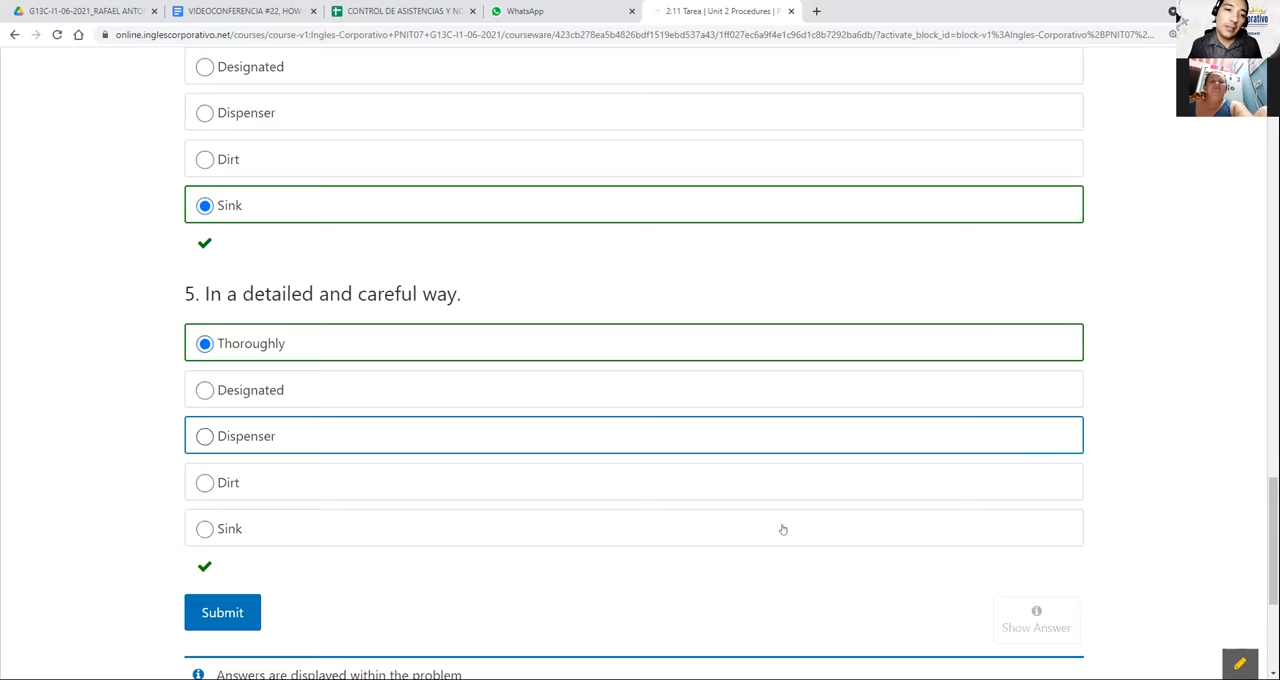 G13C-I1-06-2021_RAFAEL ANTO
VIDEOCONFERENCIA #22, HOW
CONTROL DE ASISTENCIAS Y NO
WhatsApp
2.11 Tarea | Unit 2 Procedures | P
online.inglescorporativo.net/courses/course-v1:Ingles-Corporativo+PNIT07+G13C-I1-06-2021/courseware/423cb278ea5b4826bdf1519ebd537a43/1ff027ec6a9f4e1c96d1c8b7292ba6db/?activate_block_id=block-v1%3AIngles-Corporativo%2BPNIT07%2...
Designated
Dispenser
Dirt
Sink
5. In a detailed and careful way.
Thoroughly
Designated
Dispenser
Dirt
Sink
Submit
Show Answer
Answers are displayed within the problem